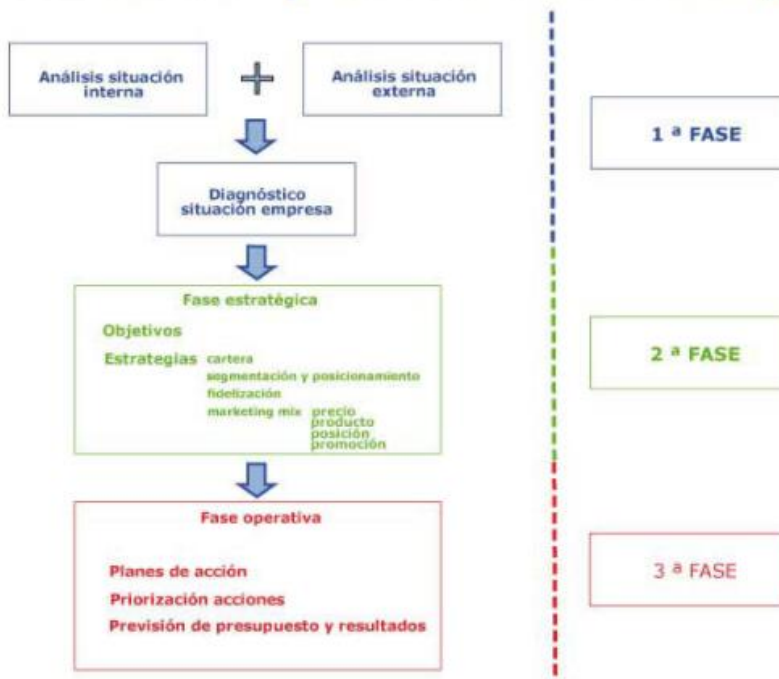 Análisis situación
interna
Análisis situación
externa
1 ª FASE
Diagnóstico
situación empresa
Fase estratégica
Objetivos
Estrategias cartera
segmentación y posicionamiento
fidelización
marketing mix precio
producto
posición
promoción
2 ª FASE
Fase operativa
Planes de acción
Priorización acciones
Previsión de presupuesto y resultados
3 ª FASE